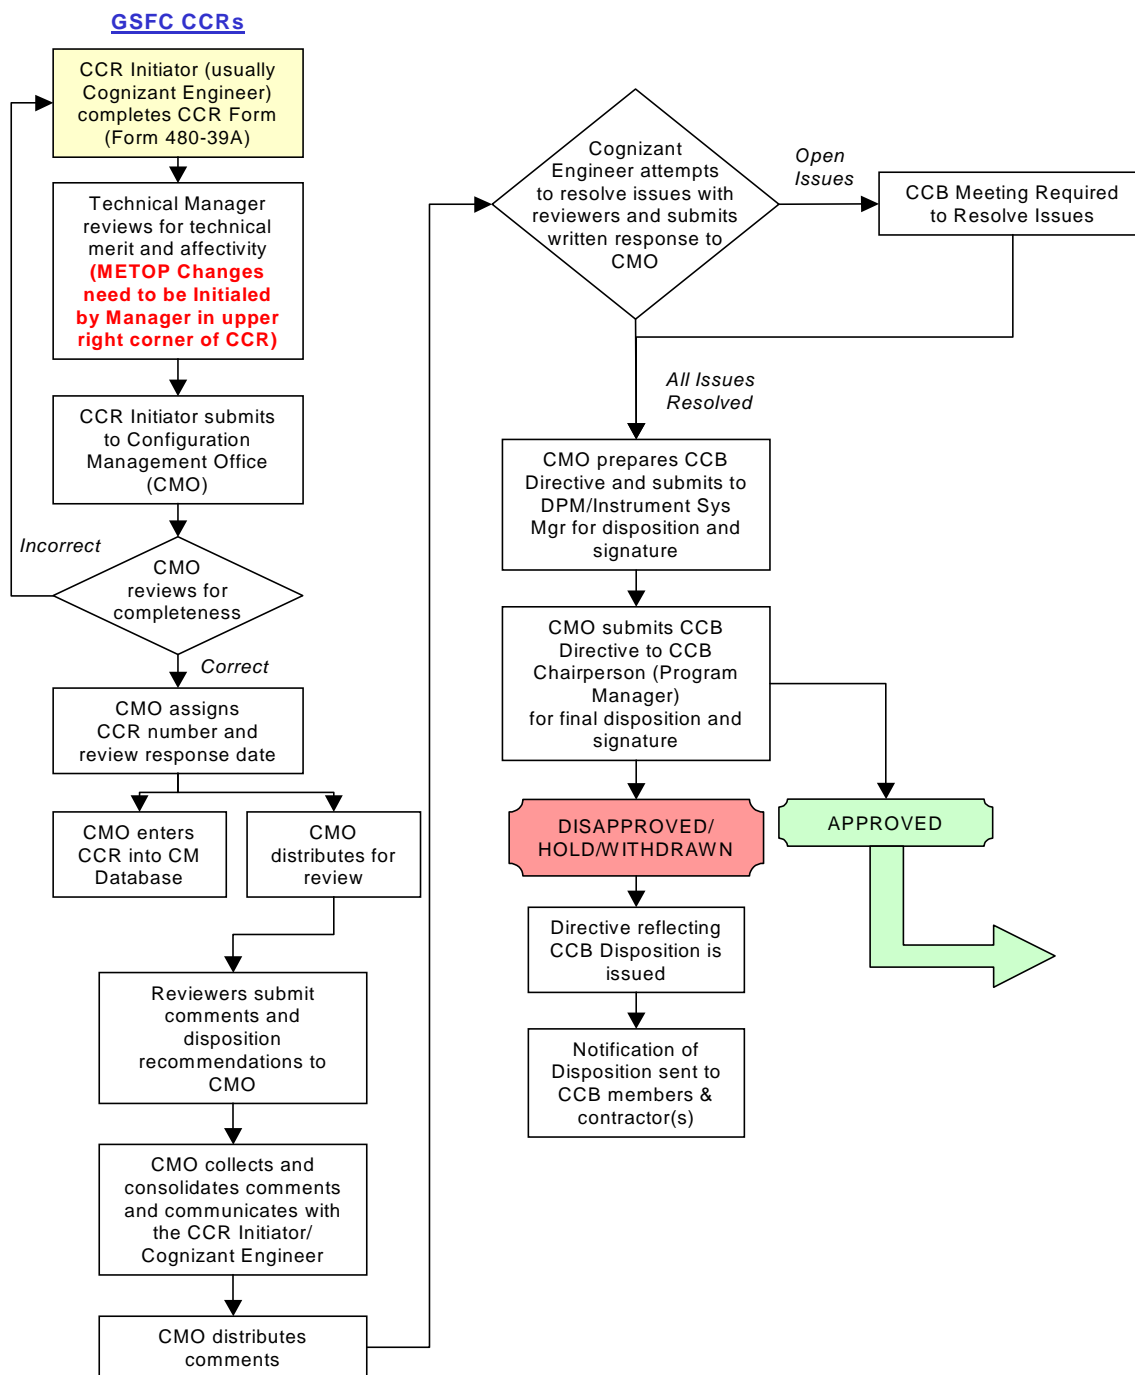 GSFC CCRs
CCR Initiator (usually
Cognizant Engineer)
completes CCR Form
(Form 480-39A)
Technical Manager
reviews for technical
merit and affectivity
(METOP Changes
need to be Initialed
by Manager in upper
right corner of CCR)
CCR Initiator submits
to Configuration
Management Office
(CMO)
Incorrect
CMO
reviews for
completeness
Correct
CMO assigns
CCR number and
review response date
CMO enters
CCR into CM
Database
CMO
distributes for
review
Reviewers submit
comments and
disposition
recommendations to
CMO
CMO collects and
consolidates comments
and communicates with
the CCR Initiator/
Cognizant Engineer
CMO distributes
comments
Cognizant
Engineer attempts
to resolve issues with
reviewers and submits
written response to
CMO
Open
Issues
CCB Meeting Required
to Resolve Issues
All Issues
Resolved
CMO prepares CCB
Directive and submits to
DPM/Instrument Sys
Mgr for disposition and
signature
CMO submits CCB
Directive to CCB
Chairperson (Program
Manager)
for final disposition and
signature
DISAPPROVED/
HOLD/WITHDRAWN
APPROVED
Directive reflecting
CCB Disposition is
issued
Notification of
Disposition sent to
CCB members &
contractor(s)